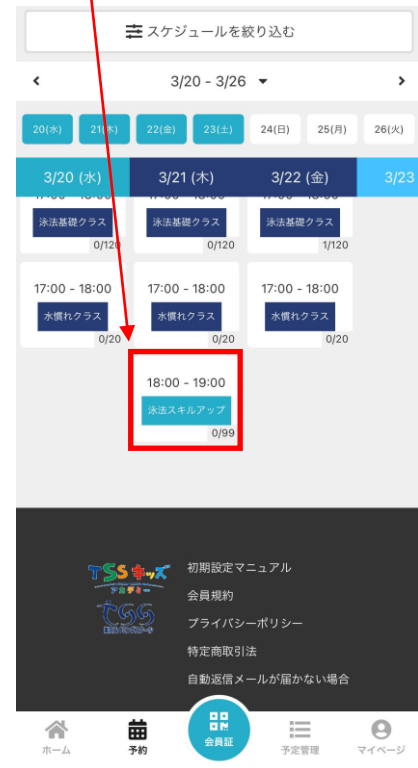 スケジュールを絞り込む
3/20 - 3/26
20(水) 21(木) 22(金) 23(土) 24(日) 25(月) 26(火)
3/20 (水) 3/21 (木) 3/22 (金) 3/23
泳法基礎クラス 泳法基礎クラス 泳法基礎クラス
0/120 0/120 1/120
17:00 - 18:00 17:00 - 18:00 17:00 - 18:00
水慣れクラス 水慣れクラス 水慣れクラス
0/20 0/20 0/20
18:00 - 19:00
泳法スキルアップ
0/99
TSSキッズ
アカデミー
初期設定マニュアル
会員規約
プライバシーポリシー
特定商取引法
自動返信メールが届かない場合
ホーム 予約 会員証 予定管理 マイページ